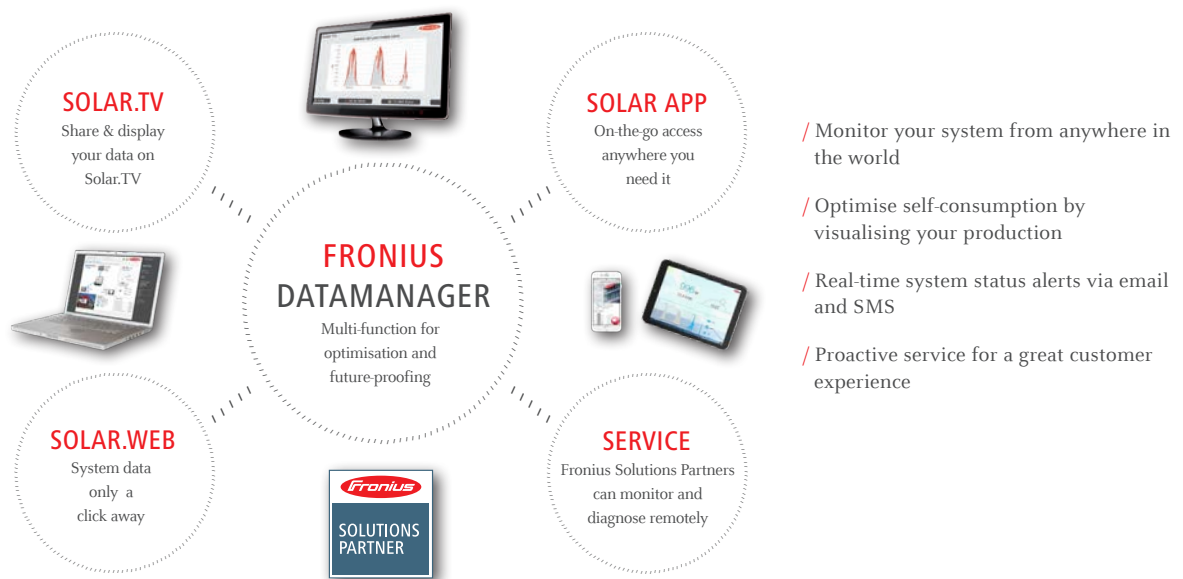 SOLAR.TV
Share & display
your data on
Solar.TV
SOLAR APP
On-the-go access
anywhere you
need it
FRONIUS
DATAMANAGER
Multi-function for
optimisation and
future-proofing
SOLAR.WEB
System data
only a
click away
SERVICE
Fronius Solutions Partners
can monitor and
diagnose remotely
Fronius
SOLUTIONS
PARTNER
/ Monitor your system from anywhere in
the world
/ Optimise self-consumption by
visualising your production
/ Real-time system status alerts via email
and SMS
/ Proactive service for a great customer
experience